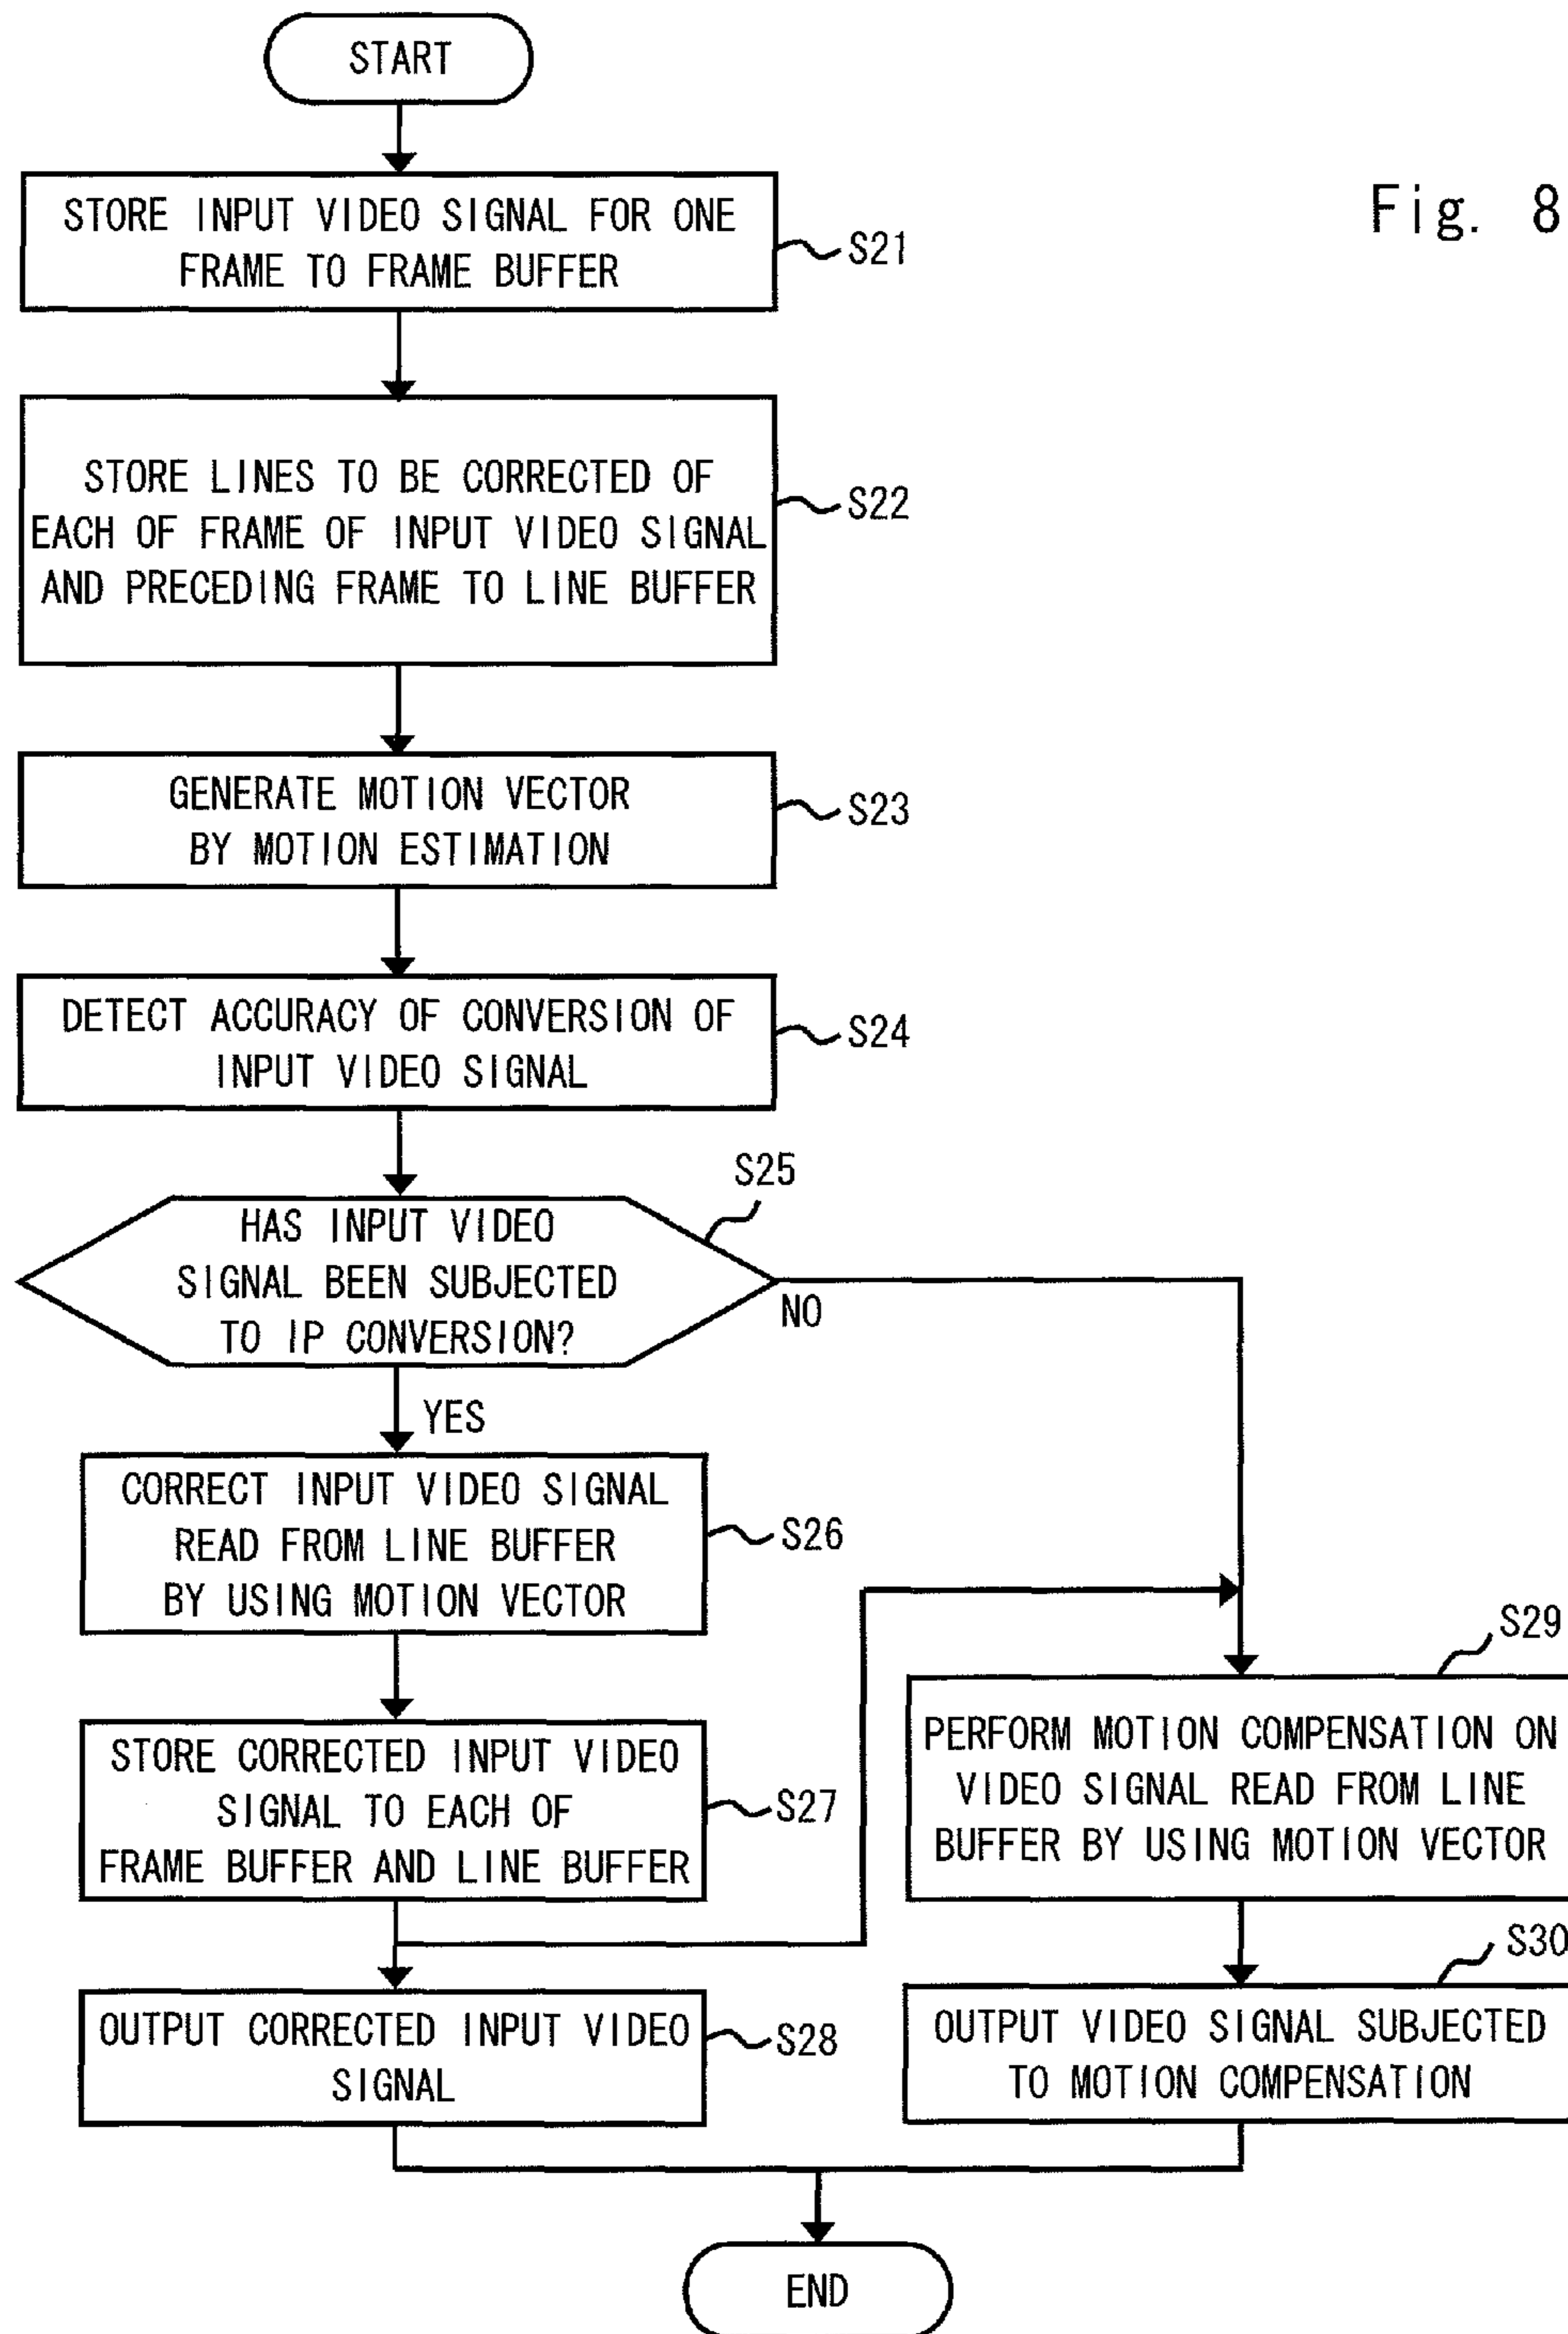 START
Fig. 8
STORE INPUT VIDEO SIGNAL FOR ONE
FRAME TO FRAME BUFFER
S21
STORE LINES TO BE CORRECTED OF
EACH OF FRAME OF INPUT VIDEO SIGNAL
AND PRECEDING FRAME TO LINE BUFFER
S22
GENERATE MOTION VECTOR
BY MOTION ESTIMATION
S23
DETECT ACCURACY OF CONVERSION OF
INPUT VIDEO SIGNAL
S24
S25
HAS INPUT VIDEO
SIGNAL BEEN SUBJECTED
TO IP CONVERSION?
NO
YES
CORRECT INPUT VIDEO SIGNAL
READ FROM LINE BUFFER
BY USING MOTION VECTOR
S26
STORE CORRECTED INPUT VIDEO
SIGNAL TO EACH OF
FRAME BUFFER AND LINE BUFFER
S27
OUTPUT CORRECTED INPUT VIDEO
SIGNAL
S28
S29
PERFORM MOTION COMPENSATION ON
VIDEO SIGNAL READ FROM LINE
BUFFER BY USING MOTION VECTOR
S30
OUTPUT VIDEO SIGNAL SUBJECTED
TO MOTION COMPENSATION
END